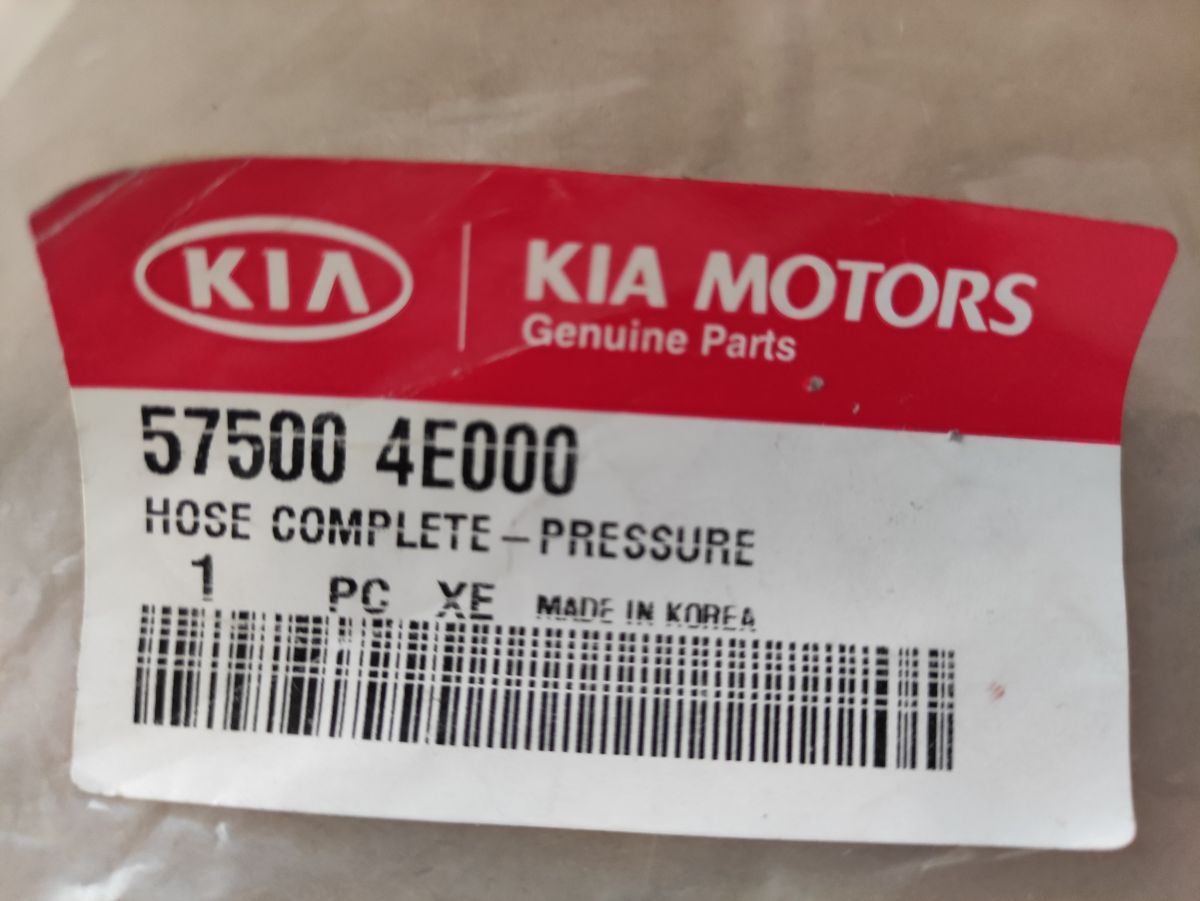 KIA
KIA MOTORS
Genuine Parts
57500 4E000
HOSE COMPLETE-PRESSURE
1 PC XE MADE IN KOREA